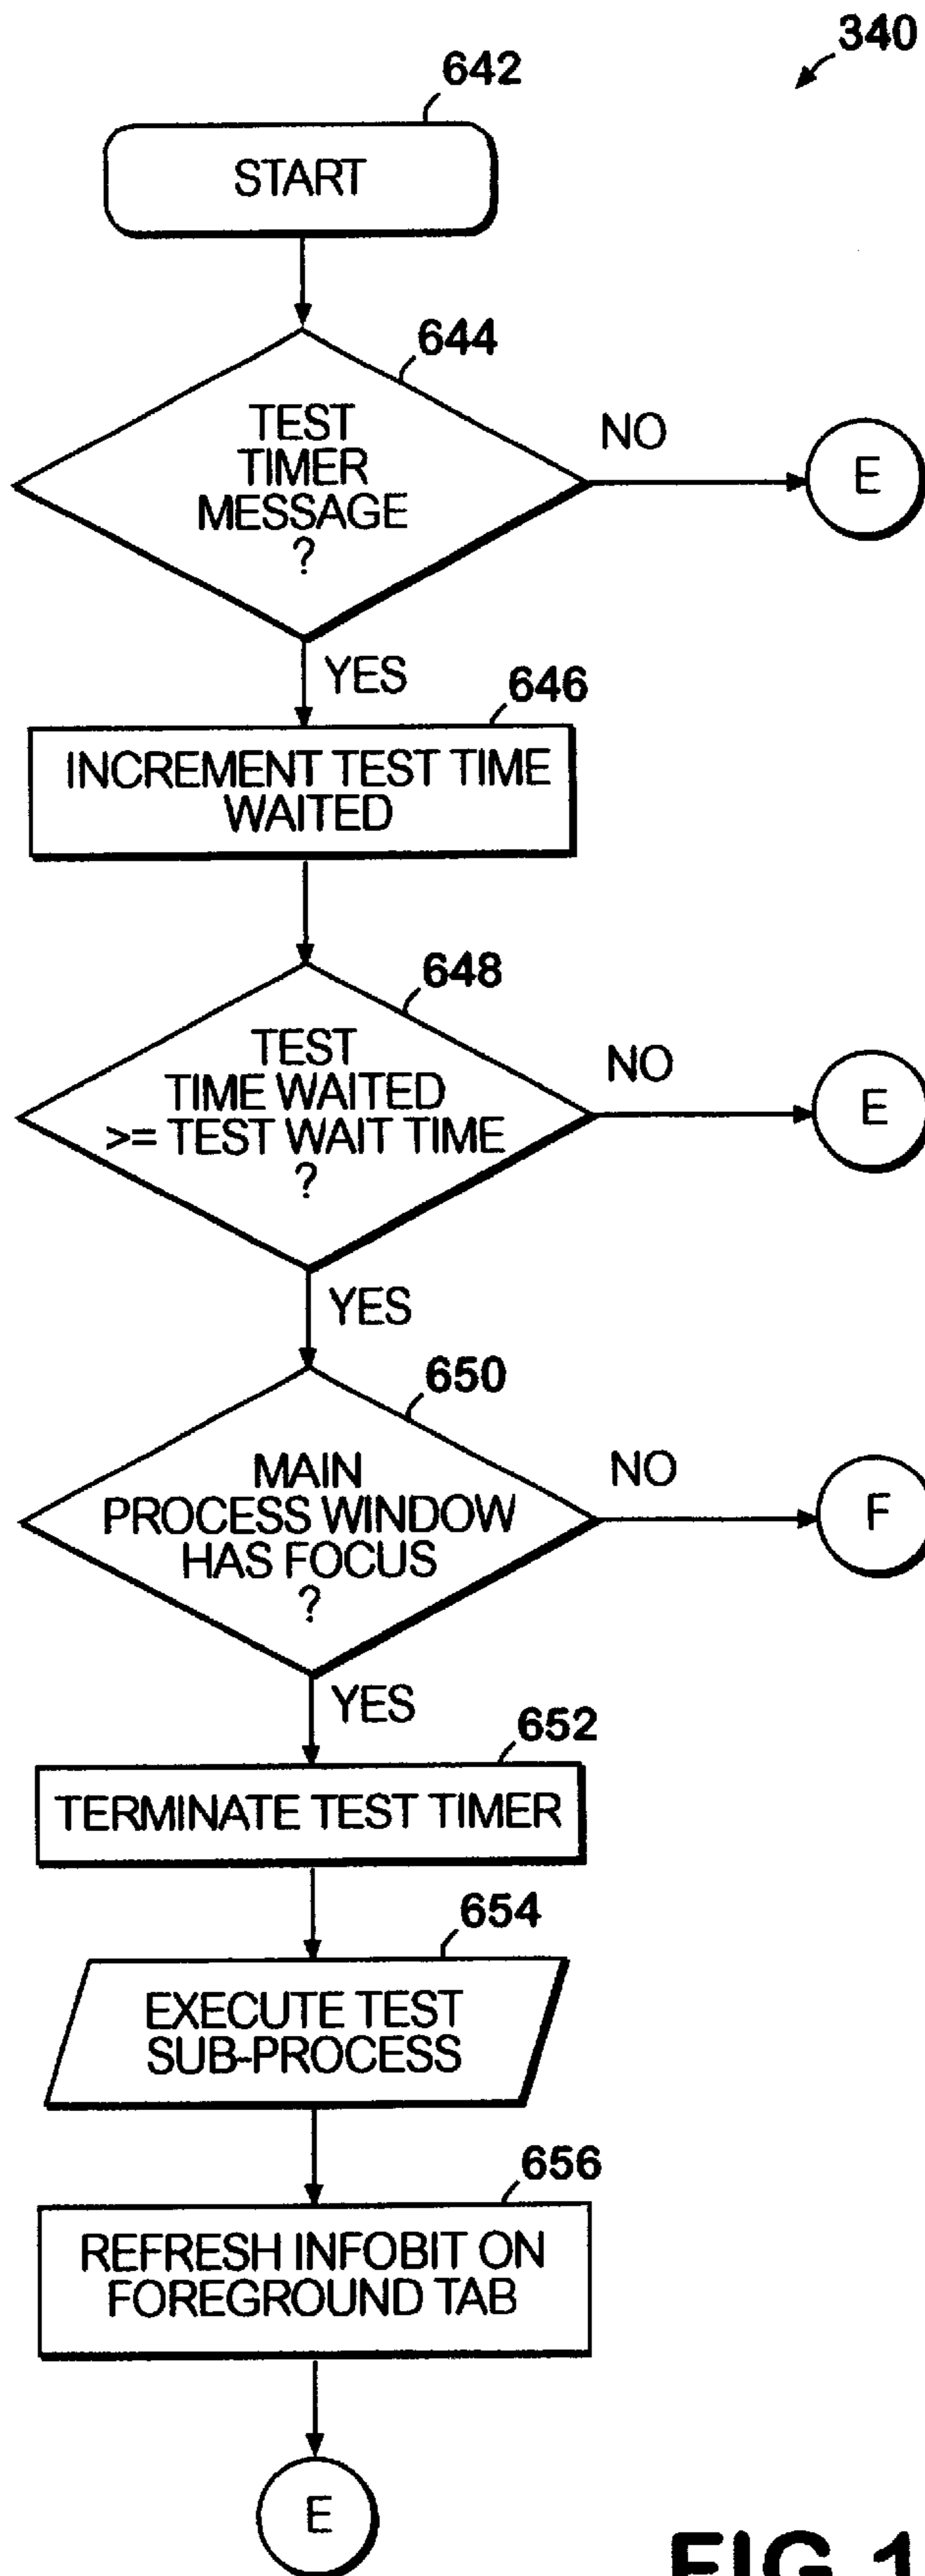 340
642
START
644
TEST
TIMER
MESSAGE
?
NO
E
YES
646
INCREMENT TEST TIME
WAITED
648
TEST
TIME WAITED
>= TEST WAIT TIME
?
NO
E
YES
650
MAIN
PROCESS WINDOW
HAS FOCUS
?
NO
F
YES
652
TERMINATE TEST TIMER
654
EXECUTE TEST
SUB-PROCESS
656
REFRESH INFOBIT ON
FOREGROUND TAB
E